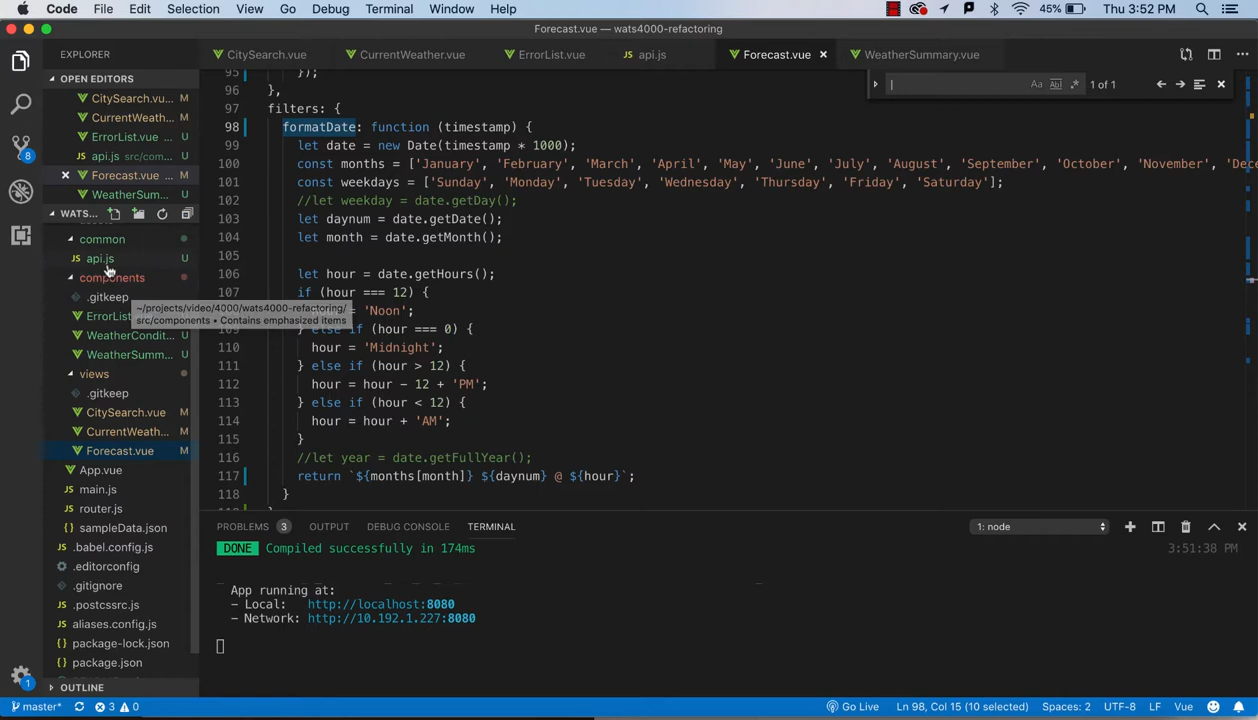 Code File Edit Selection View Go Debug Terminal Window Help 45% Thu 3:52 PM
Forecast.vue — wats4000-refactoring
EXPLORER
CitySearch.vue CurrentWeather.vue ErrorList.vue api.js Forecast.vue WeatherSummary.vue
OPEN EDITORS
CitySearch.vu... M
CurrentWeath... M
ErrorList.vue ... U
api.js src/com... U
Forecast.vue ... M
WeatherSum... U
WATS...
common
api.js U
components
.gitkeep
ErrorList
WeatherCondit... U
WeatherSumm... U
views
.gitkeep
CitySearch.vue M
CurrentWeath... M
Forecast.vue M
App.vue
main.js
router.js
sampleData.json
.babel.config.js
.editorconfig
.gitignore
.postcssrc.js
aliases.config.js
package-lock.json
package.json
OUTLINE
~/projects/video/4000/wats4000-refactoring/
src/components • Contains emphasized items
Aa Abl .* 1 of 1
95 });
96 },
97 filters: {
98 formatDate: function (timestamp) {
99 let date = new Date(timestamp * 1000);
100 const months = ['January', 'February', 'March', 'April', 'May', 'June', 'July', 'August', 'September', 'October', 'November', 'Dece
101 const weekdays = ['Sunday', 'Monday', 'Tuesday', 'Wednesday', 'Thursday', 'Friday', 'Saturday'];
102 //let weekday = date.getDay();
103 let daynum = date.getDate();
104 let month = date.getMonth();
105
106 let hour = date.getHours();
107 if (hour === 12) {
'Noon';
109 else if (hour === 0) {
110 hour = 'Midnight';
111 } else if (hour > 12) {
112 hour = hour - 12 + 'PM';
113 } else if (hour < 12) {
114 hour = hour + 'AM';
115 }
116 //let year = date.getFullYear();
117 return `${months[month]} ${daynum} @ ${hour}`;
118 }
PROBLEMS 3 OUTPUT DEBUG CONSOLE TERMINAL 1: node
DONE Compiled successfully in 174ms 3:51:38 PM
App running at:
- Local: http://localhost:8080
- Network: http://10.192.1.227:8080
8
1
master* 3 0 Go Live Ln 98, Col 15 (10 selected) Spaces: 2 UTF-8 LF Vue